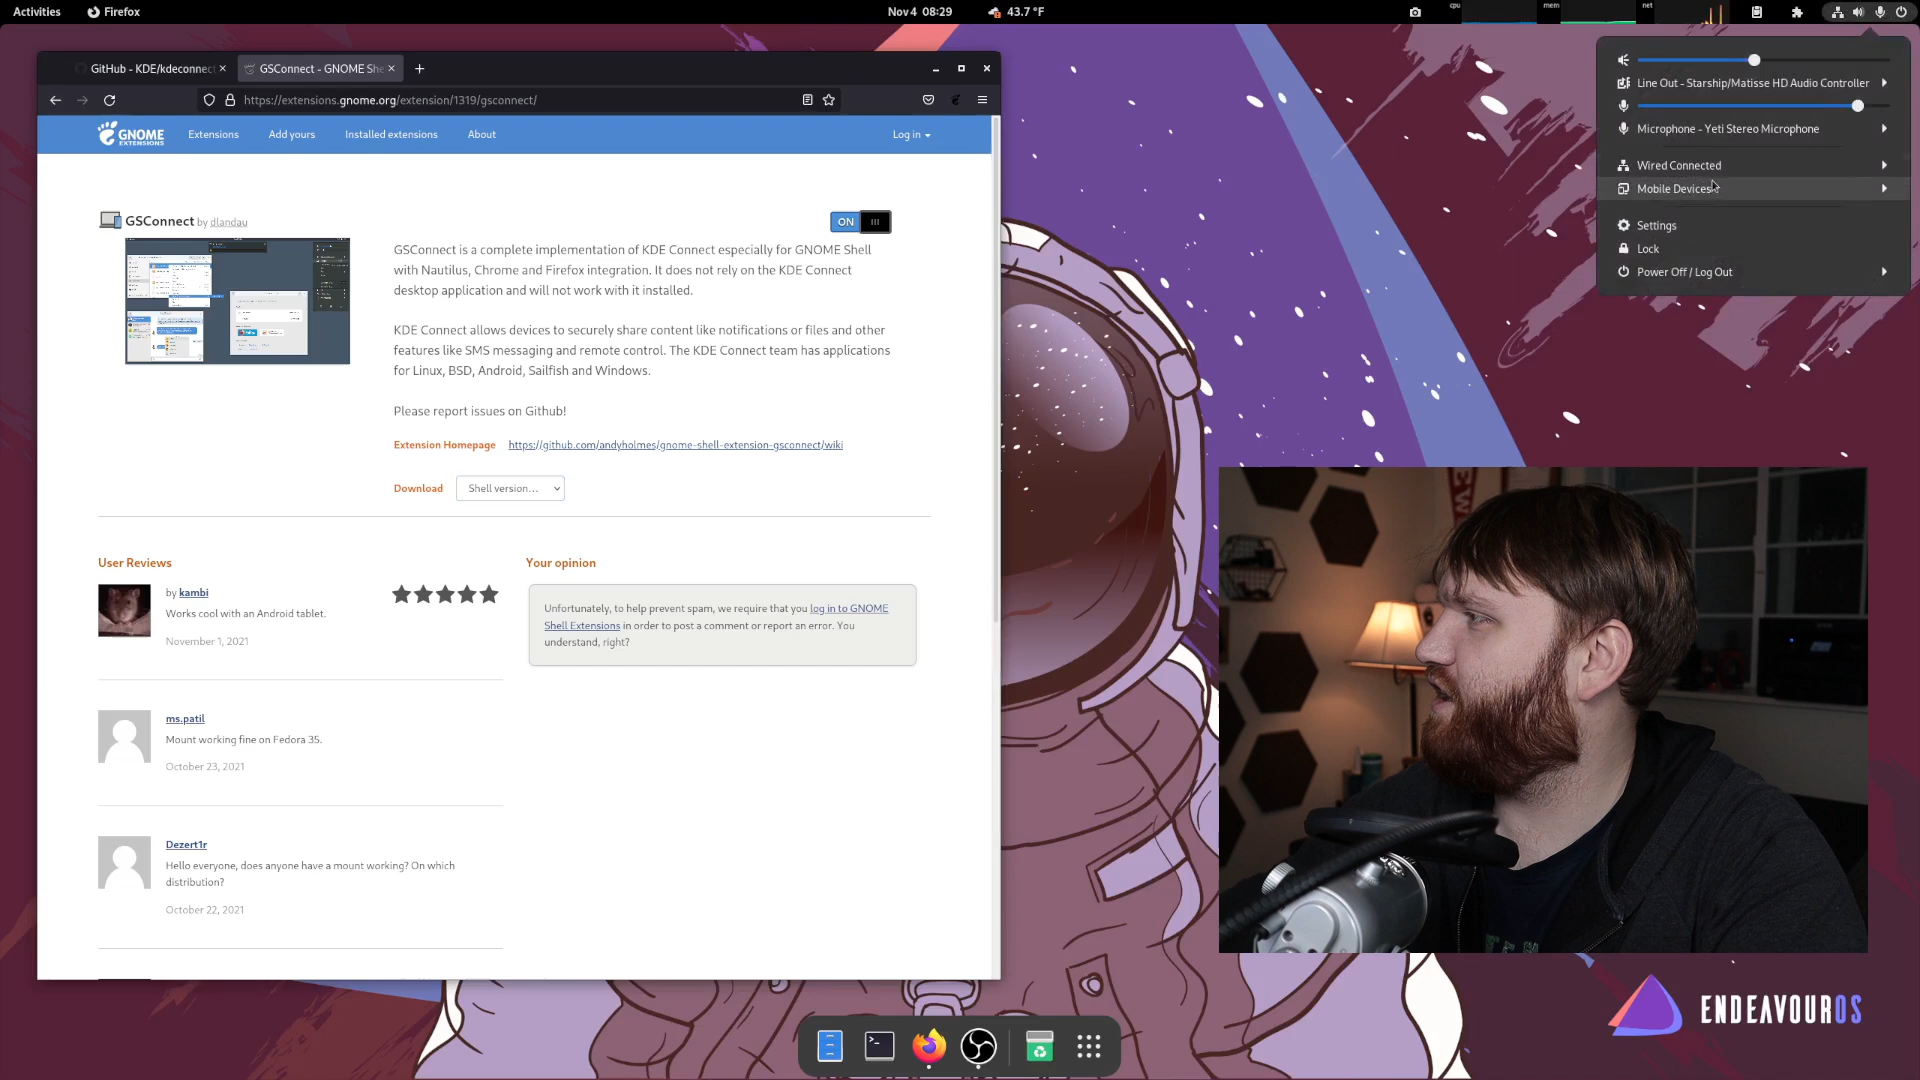 Activities
Firefox
Nov 4 08:29
43.7 °F
cpu
mem
net
GitHub - KDE/kdeconnect
GSConnect - GNOME She
https://extensions.gnome.org/extension/1319/gsconnect/
GNOME
EXTENSIONS
Extensions
Add yours
Installed extensions
About
Log in
GSConnect by dlandau
ON
GSConnect is a complete implementation of KDE Connect especially for GNOME Shell
with Nautilus, Chrome and Firefox integration. It does not rely on the KDE Connect
desktop application and will not work with it installed.
KDE Connect allows devices to securely share content like notifications or files and other
features like SMS messaging and remote control. The KDE Connect team has applications
for Linux, BSD, Android, Sailfish and Windows.
Please report issues on Github!
Extension Homepage
https://github.com/andyholmes/gnome-shell-extension-gsconnect/wiki
Download
Shell version...
User Reviews
by kambi
Works cool with an Android tablet.
November 1, 2021
ms.patil
Mount working fine on Fedora 35.
October 23, 2021
Dezert1r
Hello everyone, does anyone have a mount working? On which
distribution?
October 22, 2021
Your opinion
Unfortunately, to help prevent spam, we require that you log in to GNOME
Shell Extensions in order to post a comment or report an error. You
understand, right?
Line Out - Starship/Matisse HD Audio Controller
Microphone - Yeti Stereo Microphone
Wired Connected
Mobile Devices
Settings
Lock
Power Off / Log Out
ENDEAVOUROS